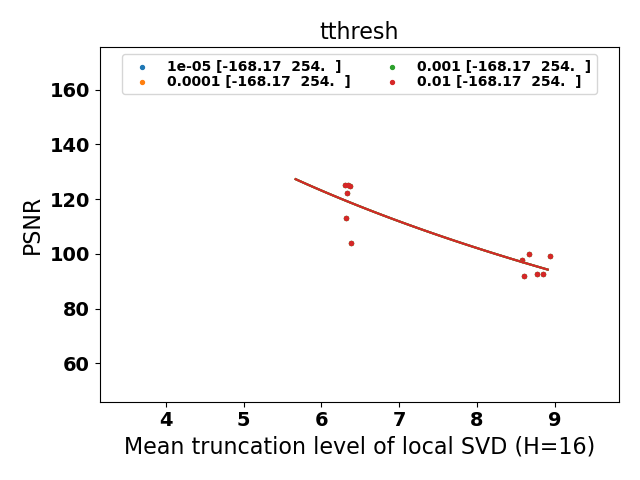 tthresh
1e-05 [-168.17  254.  ]
0.0001 [-168.17  254.  ]
0.001 [-168.17  254.  ]
0.01 [-168.17  254.  ]
PSNR
160
140
120
100
80
60
4 5 6 7 8 9
Mean truncation level of local SVD (H=16)